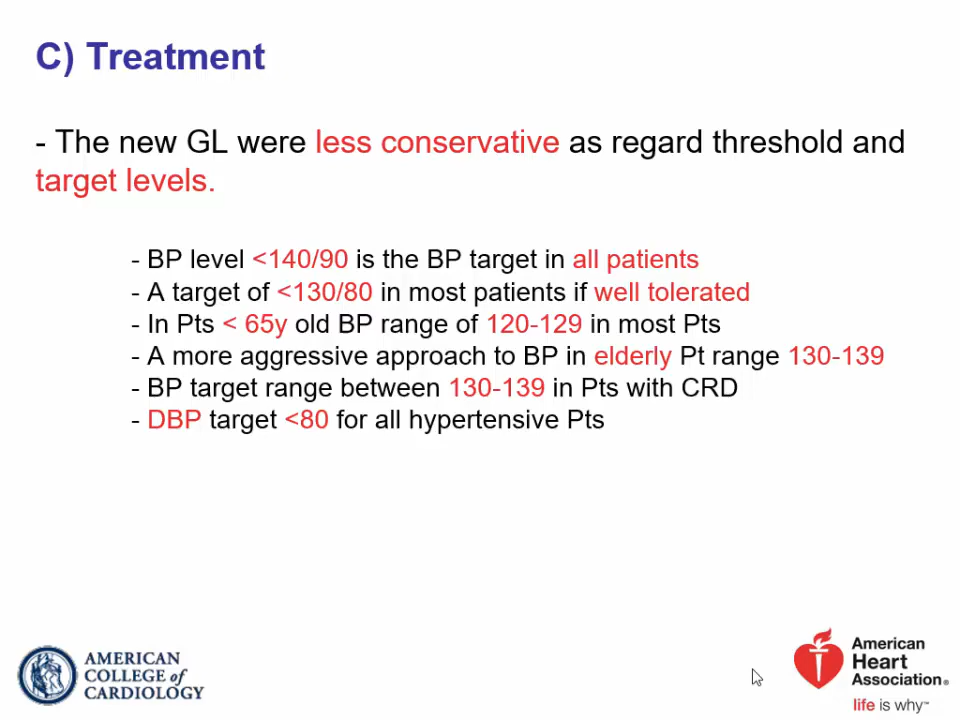 C) Treatment
- The new GL were less conservative as regard threshold and
target levels.
- BP level <140/90 is the BP target in all patients
- A target of <130/80 in most patients if well tolerated
- In Pts < 65y old BP range of 120-129 in most Pts
- A more aggressive approach to BP in elderly Pt range 130-139
- BP target range between 130-139 in Pts with CRD
- DBP target <80 for all hypertensive Pts
AMERICAN
COLLEGE of
CARDIOLOGY
American
Heart
Association®
life is why™